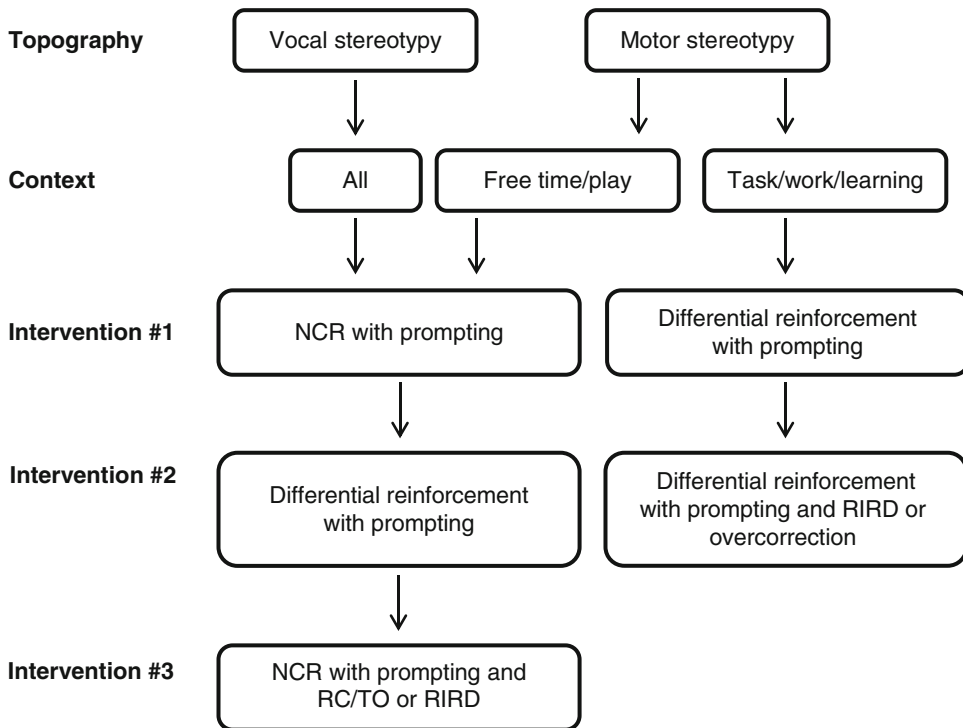 Topography
Vocal stereotypy
Motor stereotypy
Context
All
Free time/play
Task/work/learning
Intervention #1
NCR with prompting
Differential reinforcement
with prompting
Intervention #2
Differential reinforcement
with prompting
Differential reinforcement
with prompting and RIRD or
overcorrection
Intervention #3
NCR with prompting and
RC/TO or RIRD